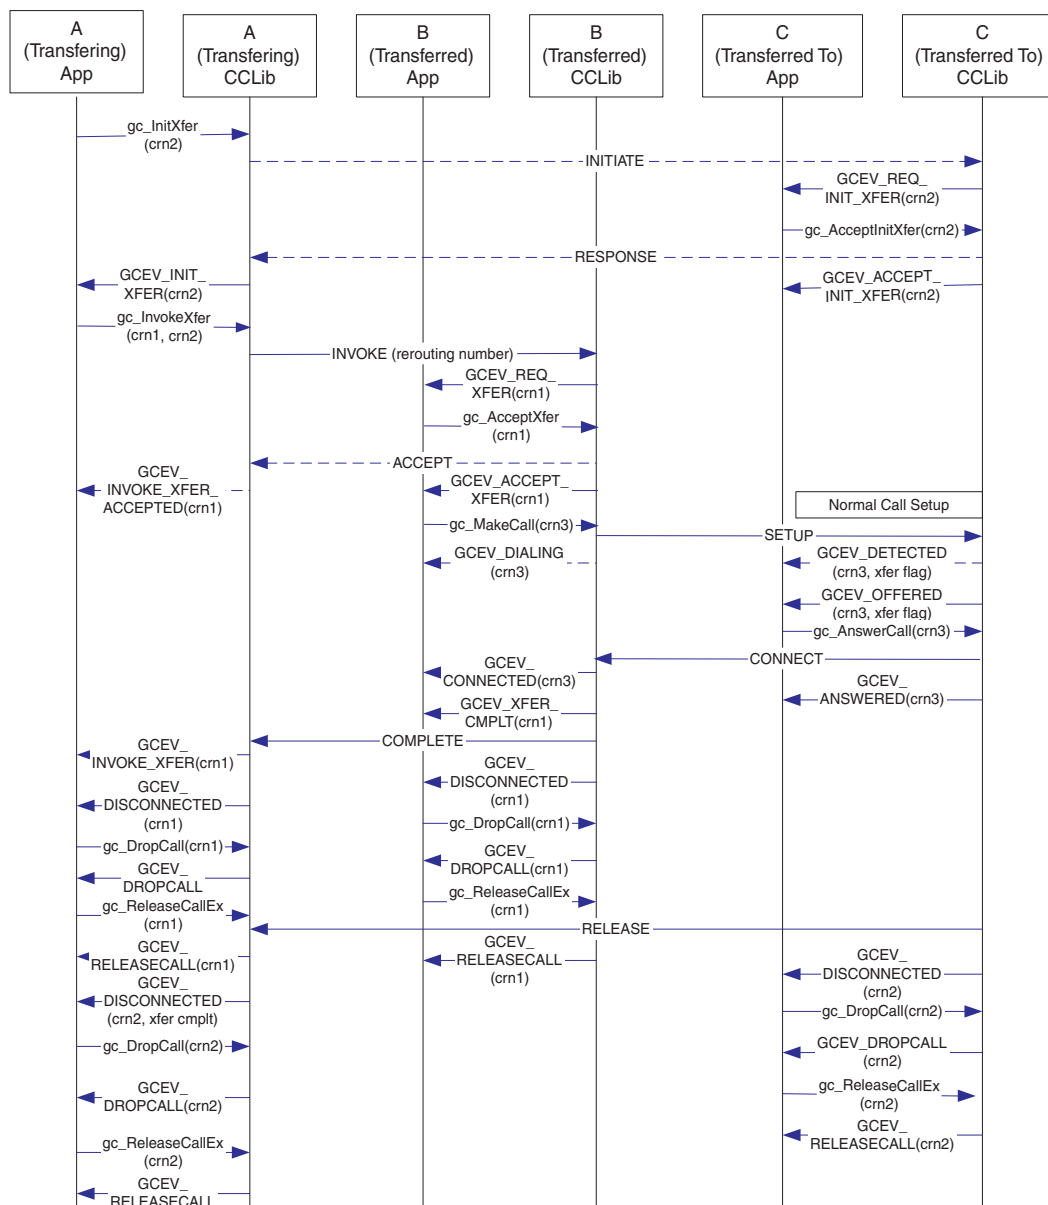 A
(Transfering)
App
A
(Transfering)
CCLib
B
(Transferred)
App
B
(Transferred)
CCLib
C
(Transferred To)
App
C
(Transferred To)
CCLib
gc_InitXfer
(crn2)
INITIATE
GCEV_REQ_
INIT_XFER(crn2)
gc_AcceptInitXfer(crn2)
RESPONSE
GCEV_INIT_
XFER(crn2)
GCEV_ACCEPT_
INIT_XFER(crn2)
gc_InvokeXfer
(crn1, crn2)
INVOKE (rerouting number)
GCEV_REQ_
XFER(crn1)
gc_AcceptXfer
(crn1)
ACCEPT
GCEV_
INVOKE_XFER_
ACCEPTED(crn1)
GCEV_ACCEPT_
XFER(crn1)
Normal Call Setup
gc_MakeCall(crn3)
SETUP
GCEV_DIALING
(crn3)
GCEV_DETECTED
(crn3, xfer flag)
GCEV_OFFERED
(crn3, xfer flag)
gc_AnswerCall(crn3)
CONNECT
GCEV_
CONNECTED(crn3)
GCEV_
ANSWERED(crn3)
GCEV_XFER_
CMPLT(crn1)
COMPLETE
GCEV_
INVOKE_XFER(crn1)
GCEV_
DISCONNECTED
(crn1)
GCEV_
DISCONNECTED
(crn1)
gc_DropCall(crn1)
gc_DropCall(crn1)
GCEV_
DROPCALL(crn1)
GCEV_
DROPCALL
gc_ReleaseCallEx
(crn1)
gc_ReleaseCallEx
(crn1)
RELEASE
GCEV_
RELEASECALL(crn1)
GCEV_
RELEASECALL
(crn1)
GCEV_
DISCONNECTED
(crn2)
GCEV_
DISCONNECTED
(crn2, xfer cmplt)
gc_DropCall(crn2)
gc_DropCall(crn2)
GCEV_DROPCALL
(crn2)
GCEV_
DROPCALL(crn2)
gc_ReleaseCallEx
(crn2)
GCEV_
RELEASECALL(crn2)
gc_ReleaseCallEx
(crn2)
GCEV_
RELEASECALL